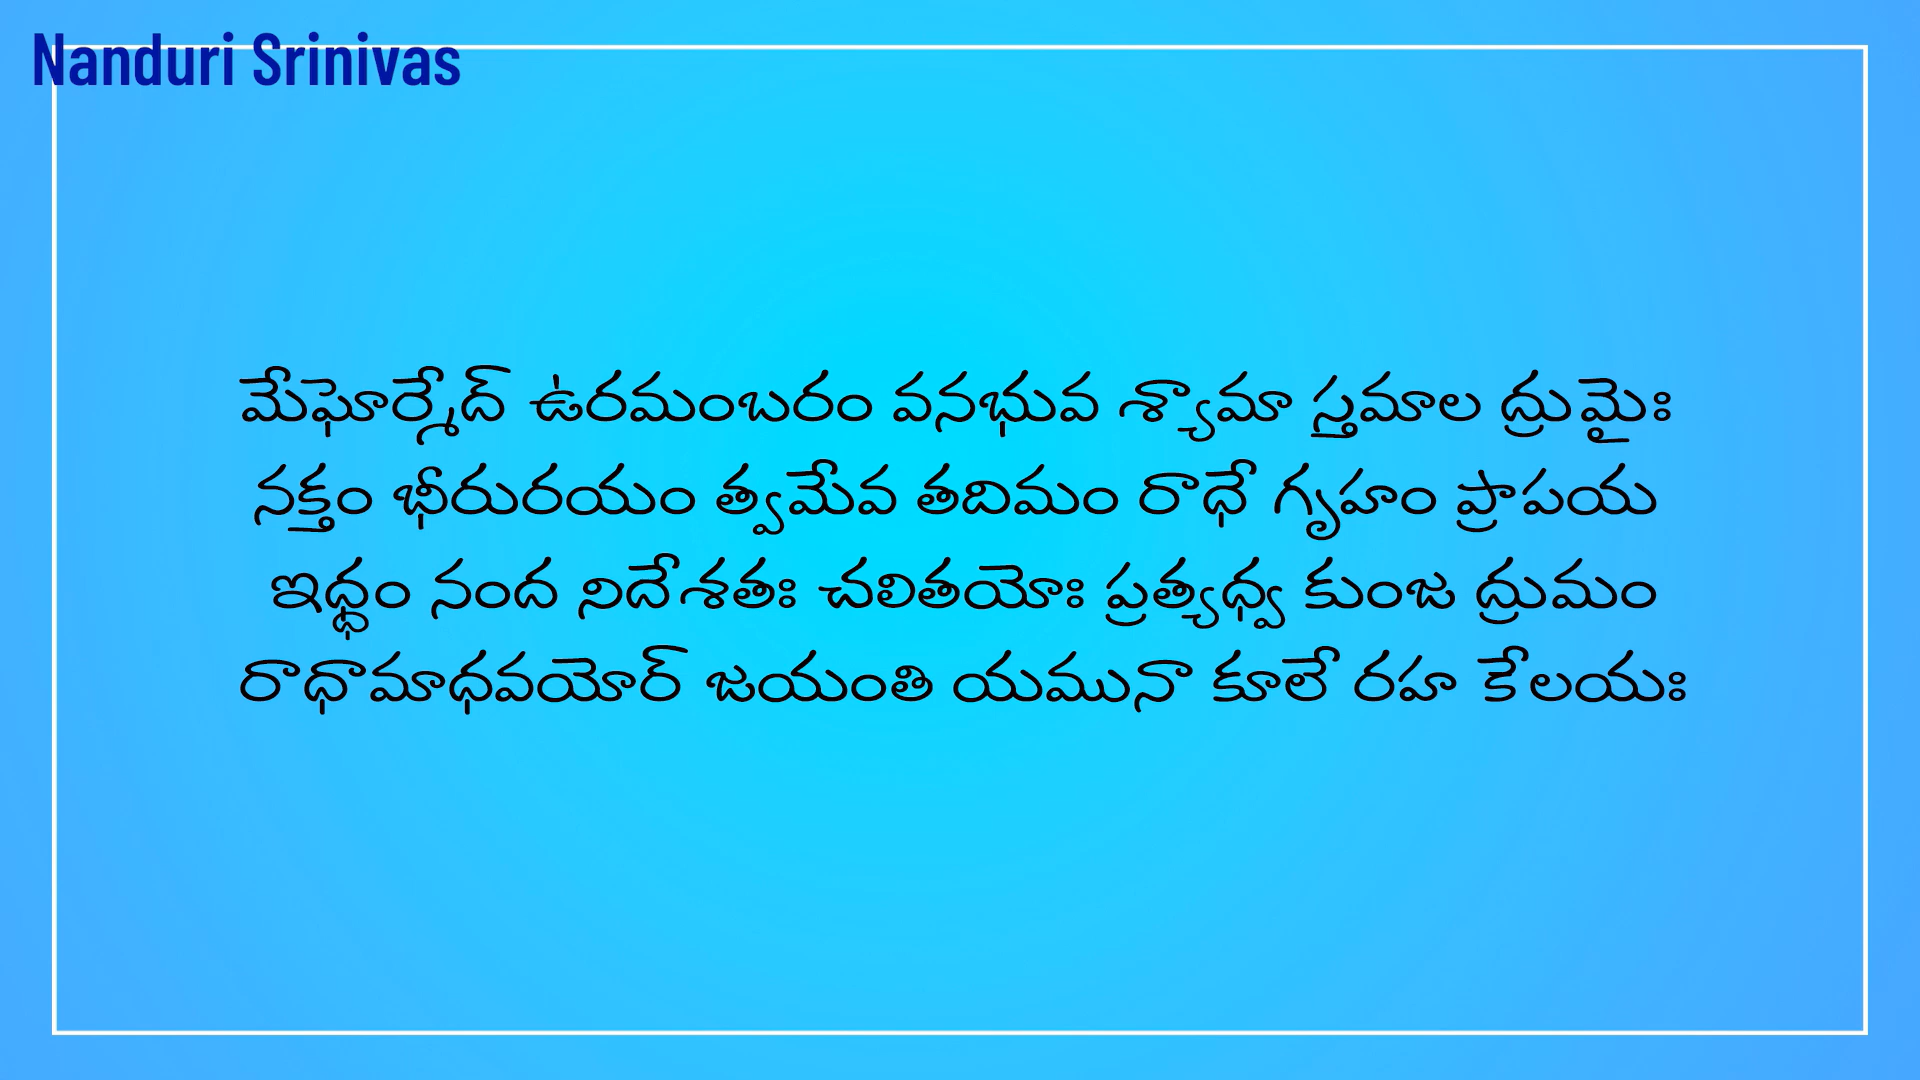 Nanduri Srinivas
మేఘోర్మేద్ ఉరమంబరం వనభువ శ్యామా స్తమాల ద్రుమైః
నక్తం భీరురయం త్వమేవ తదిమం రాధే గృహం ప్రాపయ
ఇద్ధం నంద నిదేశతః చలితయోః ప్రత్యధ్వ కుంజ ద్రుమం
రాధామాధవయోర్ జయంతి యమునా కూలే రహ కేలయః